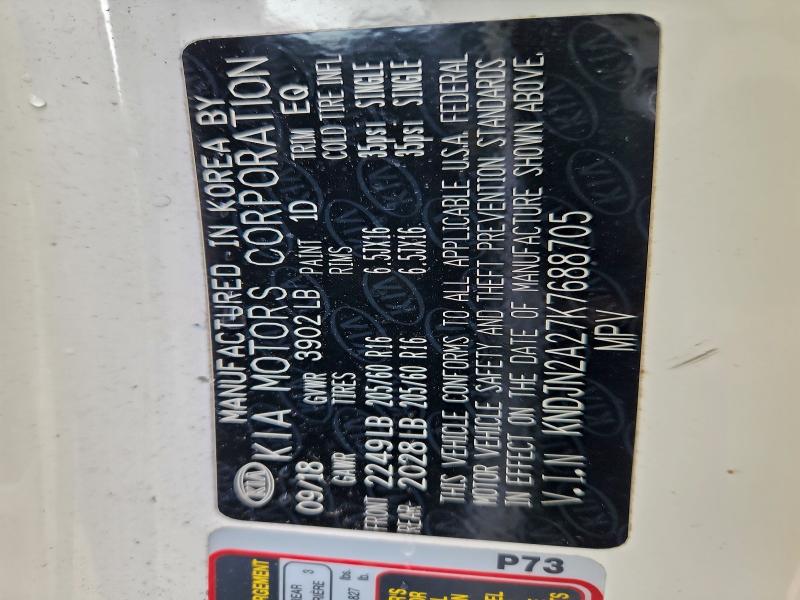 MANUFACTURED IN KOREA BY
KIA KIA MOTORS CORPORATION
09/18 GVWR 3902 LB PAINT 1D TRIM EQ
GAWR TIRES RIMS COLD TIRE INFL
FRONT 2249 LB 205/60 R16 6.5JX16 35psi SINGLE
REAR 2028 LB 205/60 R16 6.5JX16 35psi SINGLE
THIS VEHICLE CONFORMS TO ALL APPLICABLE U.S.A. FEDERAL
MOTOR VEHICLE SAFETY AND THEFT PREVENTION STANDARDS
IN EFFECT ON THE DATE OF MANUFACTURE SHOWN ABOVE.
V.I.N KNDJN2A27K7688705
MPV
P73